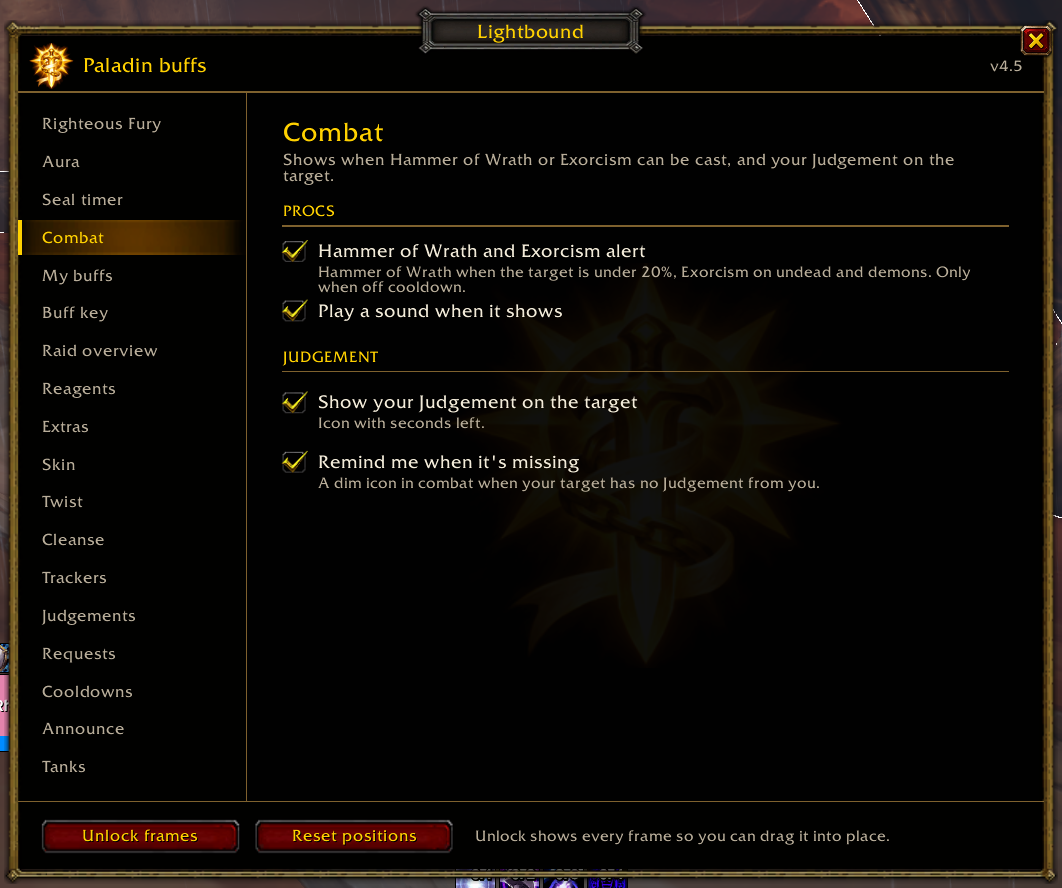 Lightbound
Paladin buffs
v4.5
Righteous Fury
Aura
Seal timer
Combat
My buffs
Buff key
Raid overview
Reagents
Extras
Skin
Twist
Cleanse
Trackers
Judgements
Requests
Cooldowns
Announce
Tanks
Combat
Shows when Hammer of Wrath or Exorcism can be cast, and your Judgement on the
target.
PROCS
Hammer of Wrath and Exorcism alert
Hammer of Wrath when the target is under 20%, Exorcism on undead and demons. Only
when off cooldown.
Play a sound when it shows
JUDGEMENT
Show your Judgement on the target
Icon with seconds left.
Remind me when it's missing
A dim icon in combat when your target has no Judgement from you.
Unlock frames
Reset positions
Unlock shows every frame so you can drag it into place.